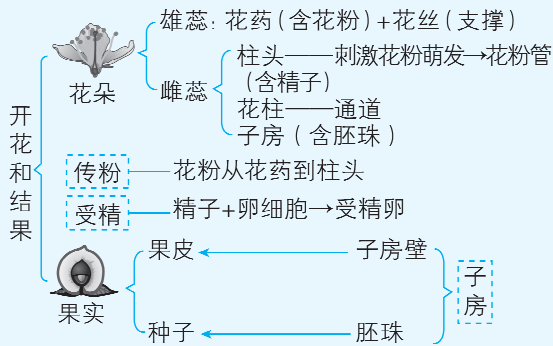 雄蕊：花药（含花粉）+花丝（支撑）
花朵
雌蕊
柱头——刺激花粉萌发→花粉管
（含精子）
花柱——通道
子房（含胚珠）
开花和结果
传粉——花粉从花药到柱头
受精——精子+卵细胞→受精卵
果实
果皮←子房壁
种子←胚珠
子房